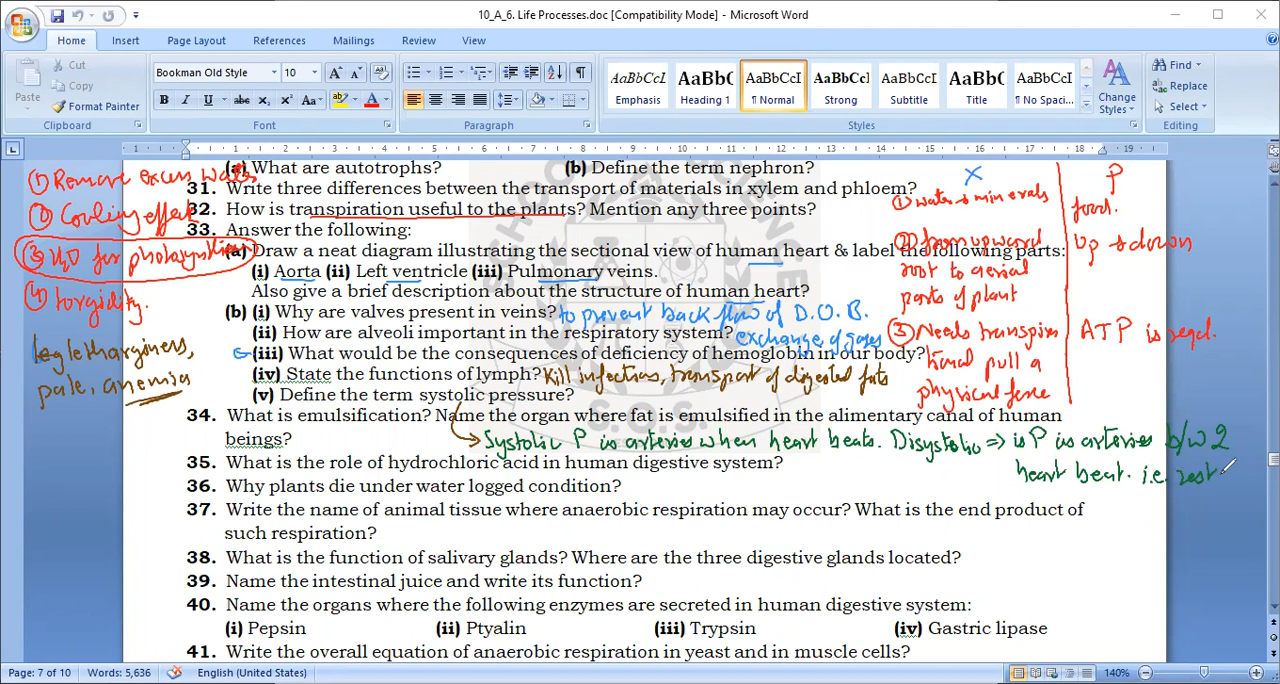 10_A_6. Life Processes.doc [Compatibility Mode] - Microsoft Word
Home Insert Page Layout References Mailings Review View
Paste
Cut
Copy
Format Painter
Clipboard
Bookman Old Style 10
B I U abc X₂ X² Aa
Font
Paragraph
AaBbCcI AaBbC AaBbCcI AaBbCcI AaBbCcI AaBbC AaBbCcI
Emphasis Heading 1 ¶ Normal Strong Subtitle Title ¶ No Spaci...
Change Styles
Styles
Find
Replace
Select
Editing
(a) What are autotrophs? (b) Define the term nephron?
31. Write three differences between the transport of materials in xylem and phloem?
32. How is transpiration useful to the plants? Mention any three points?
33. Answer the following:
(a) Draw a neat diagram illustrating the sectional view of human heart & label the following parts:
(i) Aorta (ii) Left ventricle (iii) Pulmonary veins.
Also give a brief description about the structure of human heart?
(b) (i) Why are valves present in veins? to prevent back flow of D.O.B.
(ii) How are alveoli important in the respiratory system? exchange of gases
(iii) What would be the consequences of deficiency of hemoglobin in our body?
(iv) State the functions of lymph? Kill infections, transport of digested fats
(v) Define the term systolic pressure?
34. What is emulsification? Name the organ where fat is emulsified in the alimentary canal of human
beings?
Systolic P is arteries when heart beats. Disystolic => is P is arteries b/w 2
heart beat. i.e. rest
35. What is the role of hydrochloric acid in human digestive system?
36. Why plants die under water logged condition?
37. Write the name of animal tissue where anaerobic respiration may occur? What is the end product of
such respiration?
38. What is the function of salivary glands? Where are the three digestive glands located?
39. Name the intestinal juice and write its function?
40. Name the organs where the following enzymes are secreted in human digestive system:
(i) Pepsin (ii) Ptyalin (iii) Trypsin (iv) Gastric lipase
41. Write the overall equation of anaerobic respiration in yeast and in muscle cells?
① Remove excess water
② Cooling effect
③ H₂O for photosynthesis
④ turgidity.
letharginess,
pale, anemia
X P
① water & minerals food.
② from upward up & down
root to aerial
parts of plant
③ Needs transpira ATP is reqd.
tional pull a
physical force
S.O.S.
Page: 7 of 10 Words: 5,636 English (United States) 140%